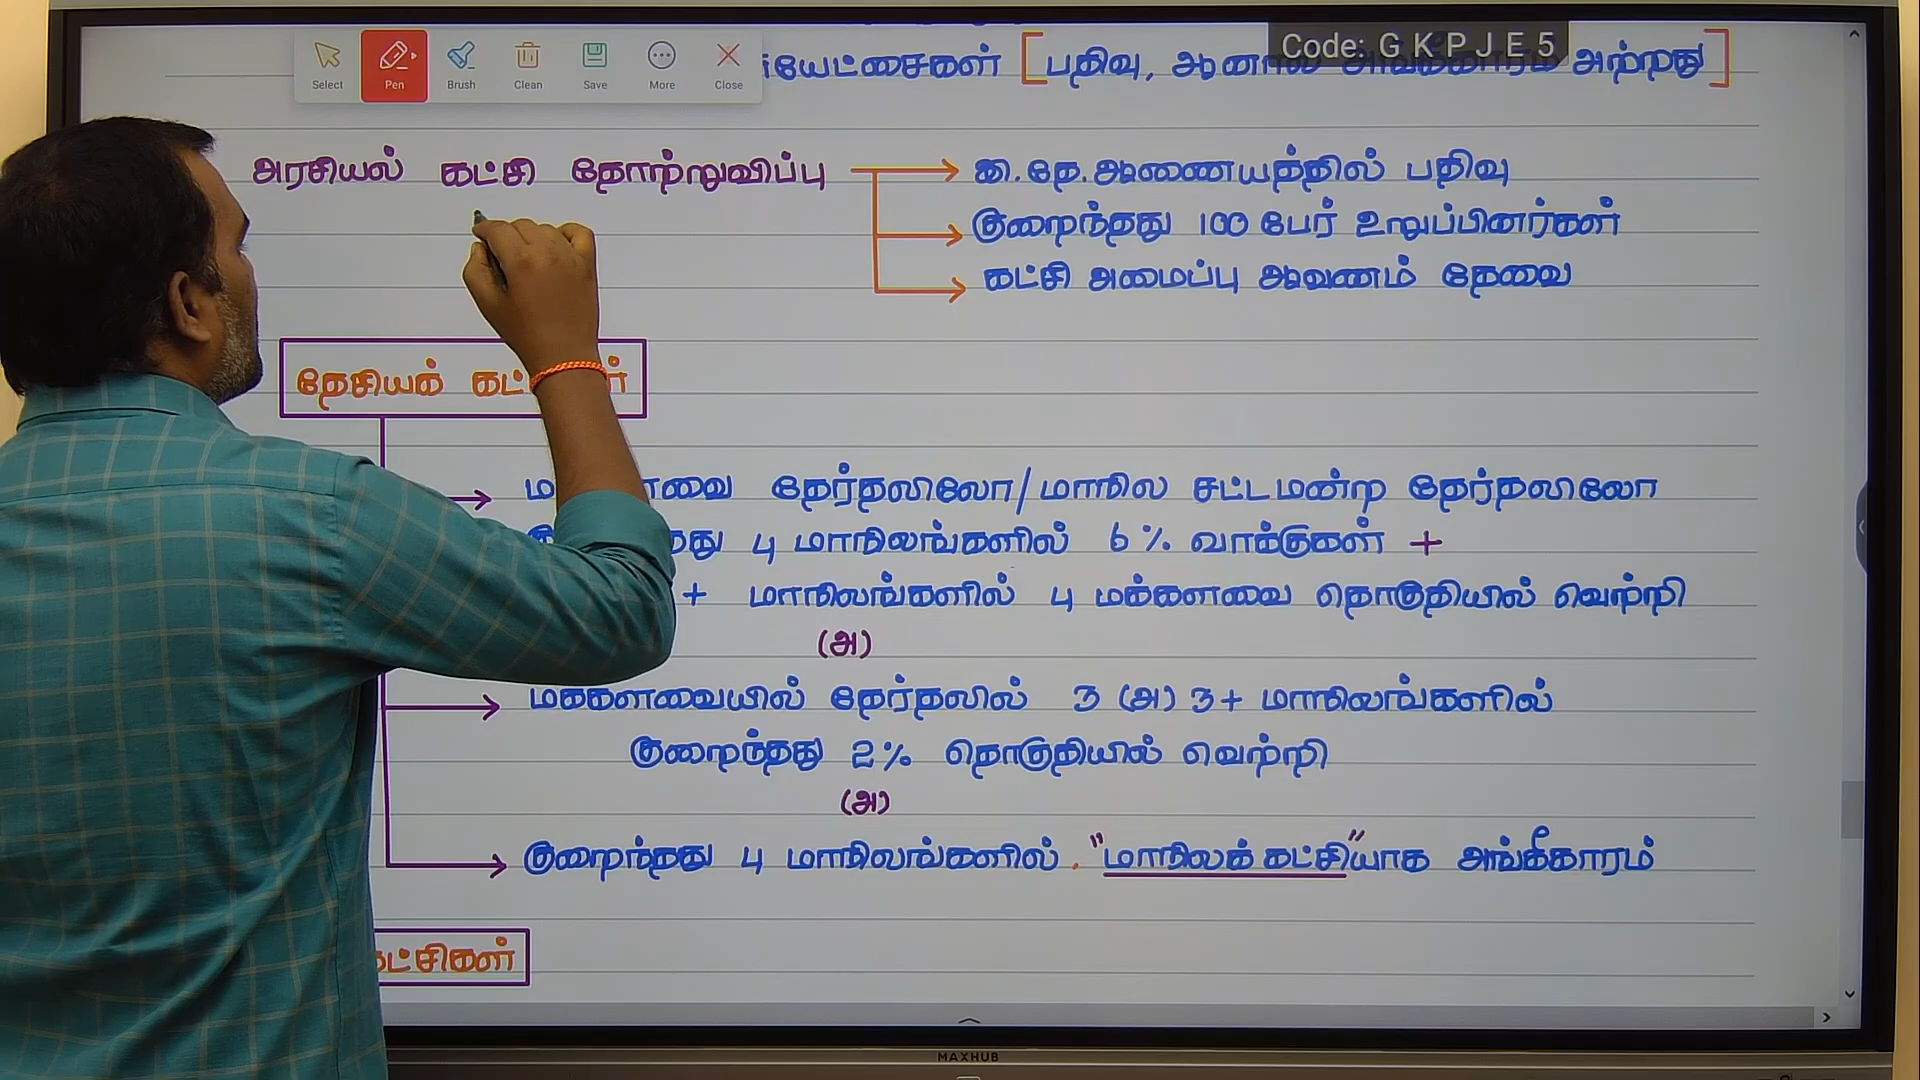 Code: G K P J E 5
Select Pen Brush Clean Save More Close
[பதிவு, ஆனால் அங்கீகாரம் அற்றது]
அரசியல் கட்சி தோற்றுவிப்பு
இ.தே.ஆணையத்தில் பதிவு
குறைந்தது 100 பேர் உறுப்பினர்கள்
கட்சி அமைப்பு ஆவணம் தேவை
தேசியக்
தேர்தலிலோ/மாநில சட்டமன்ற தேர்தலிலோ
4 மாநிலங்களில் 6% வாக்குகள் +
+ மாநிலங்களில் 4 மக்களவை தொகுதியில் வெற்றி
(அ)
மக்களவையில் தேர்தலில் 3 (அ) 3+ மாநிலங்களில்
குறைந்தது 2% தொகுதியில் வெற்றி
(அ)
குறைந்தது 4 மாநிலங்களில். "மாநிலக் கட்சி"யாக அங்கீகாரம்
MAXHUB